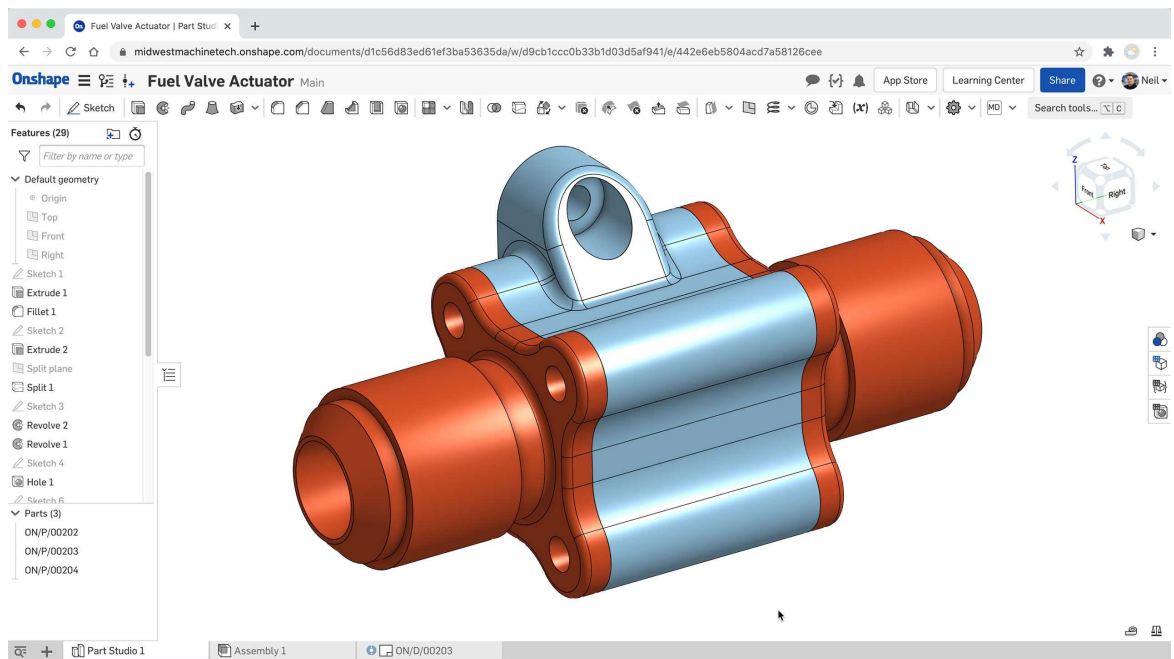 Fuel Valve Actuator | Part Stud
midwestmachinetech.onshape.com/documents/d1c56d83ed61ef3ba53635da/w/d9cb1ccc0b33b1d03d5af941/e/442e6eb5804acd7a58126cee
Onshape Fuel Valve Actuator Main App Store Learning Center Share Neil
Sketch (x) MD Search tools... ⌥ C
Features (29)
Filter by name or type
Default geometry
Origin
Top
Front
Right
Sketch 1
Extrude 1
Fillet 1
Sketch 2
Extrude 2
Split plane
Split 1
Sketch 3
Revolve 2
Revolve 1
Sketch 4
Hole 1
Sketch 6
Parts (3)
ON/P/00202
ON/P/00203
ON/P/00204
Z
Front Right
X
Part Studio 1 Assembly 1 ON/D/00203